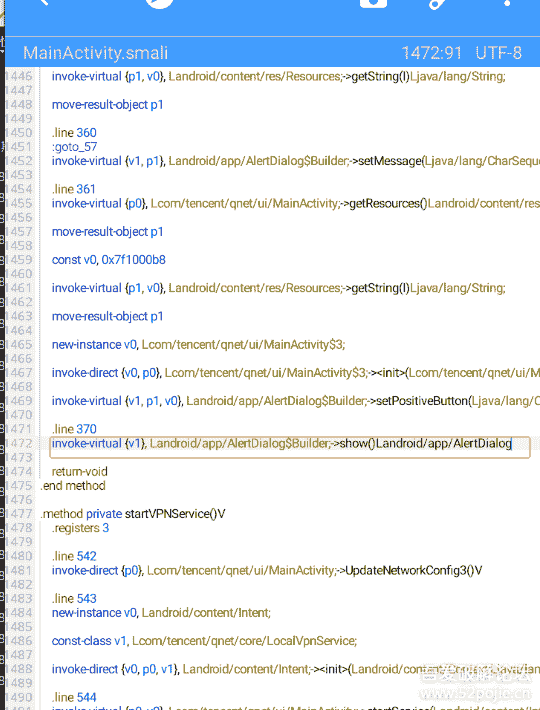 MainActivity.smali 1472:91 UTF-8
1446 invoke-virtual {p1, v0}, Landroid/content/res/Resources;->getString(I)Ljava/lang/String;
1447
1448 move-result-object p1
1449
1450 .line 360
1451 :goto_57
1452 invoke-virtual {v1, p1}, Landroid/app/AlertDialog$Builder;->setMessage(Ljava/lang/CharSeque
1453
1454 .line 361
1455 invoke-virtual {p0}, Lcom/tencent/qnet/ui/MainActivity;->getResources()Landroid/content/res
1456
1457 move-result-object p1
1458
1459 const v0, 0x7f1000b8
1460
1461 invoke-virtual {p1, v0}, Landroid/content/res/Resources;->getString(I)Ljava/lang/String;
1462
1463 move-result-object p1
1464
1465 new-instance v0, Lcom/tencent/qnet/ui/MainActivity$3;
1466
1467 invoke-direct {v0, p0}, Lcom/tencent/qnet/ui/MainActivity$3;-><init>(Lcom/tencent/qnet/ui/M
1468
1469 invoke-virtual {v1, p1, v0}, Landroid/app/AlertDialog$Builder;->setPositiveButton(Ljava/lang/C
1470
1471 .line 370
1472 invoke-virtual {v1}, Landroid/app/AlertDialog$Builder;->show()Landroid/app/AlertDialog
1473
1474 return-void
1475 .end method
1476
1477 .method private startVPNService()V
1478 .registers 3
1479
1480 .line 542
1481 invoke-direct {p0}, Lcom/tencent/qnet/ui/MainActivity;->UpdateNetworkConfig3()V
1482
1483 .line 543
1484 new-instance v0, Landroid/content/Intent;
1485
1486 const-class v1, Lcom/tencent/qnet/core/LocalVpnService;
1487
1488 invoke-direct {v0, p0, v1}, Landroid/content/Intent;-><init>(Landroid/content/
1489
1490 .line 544
www.52pojie.cn